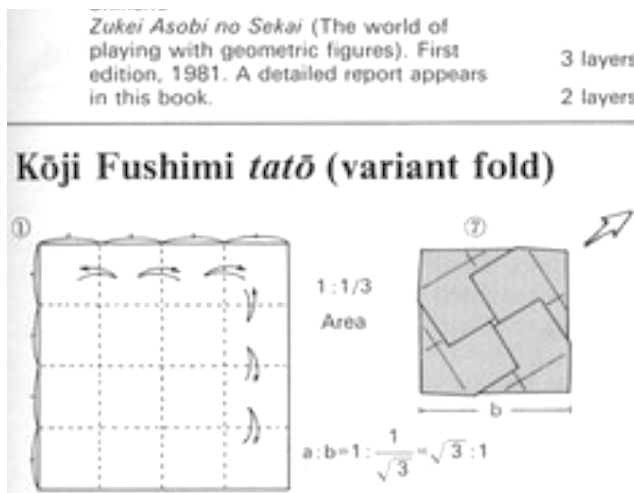 Zukei Asobi no Sekai (The world of
playing with geometric figures). First
edition, 1981. A detailed report appears
in this book.
3 layers
2 layers
Kōji Fushimi tatō (variant fold)
①
⑦
1:1/3
Area
b
a:b=1:1/√3=√3:1